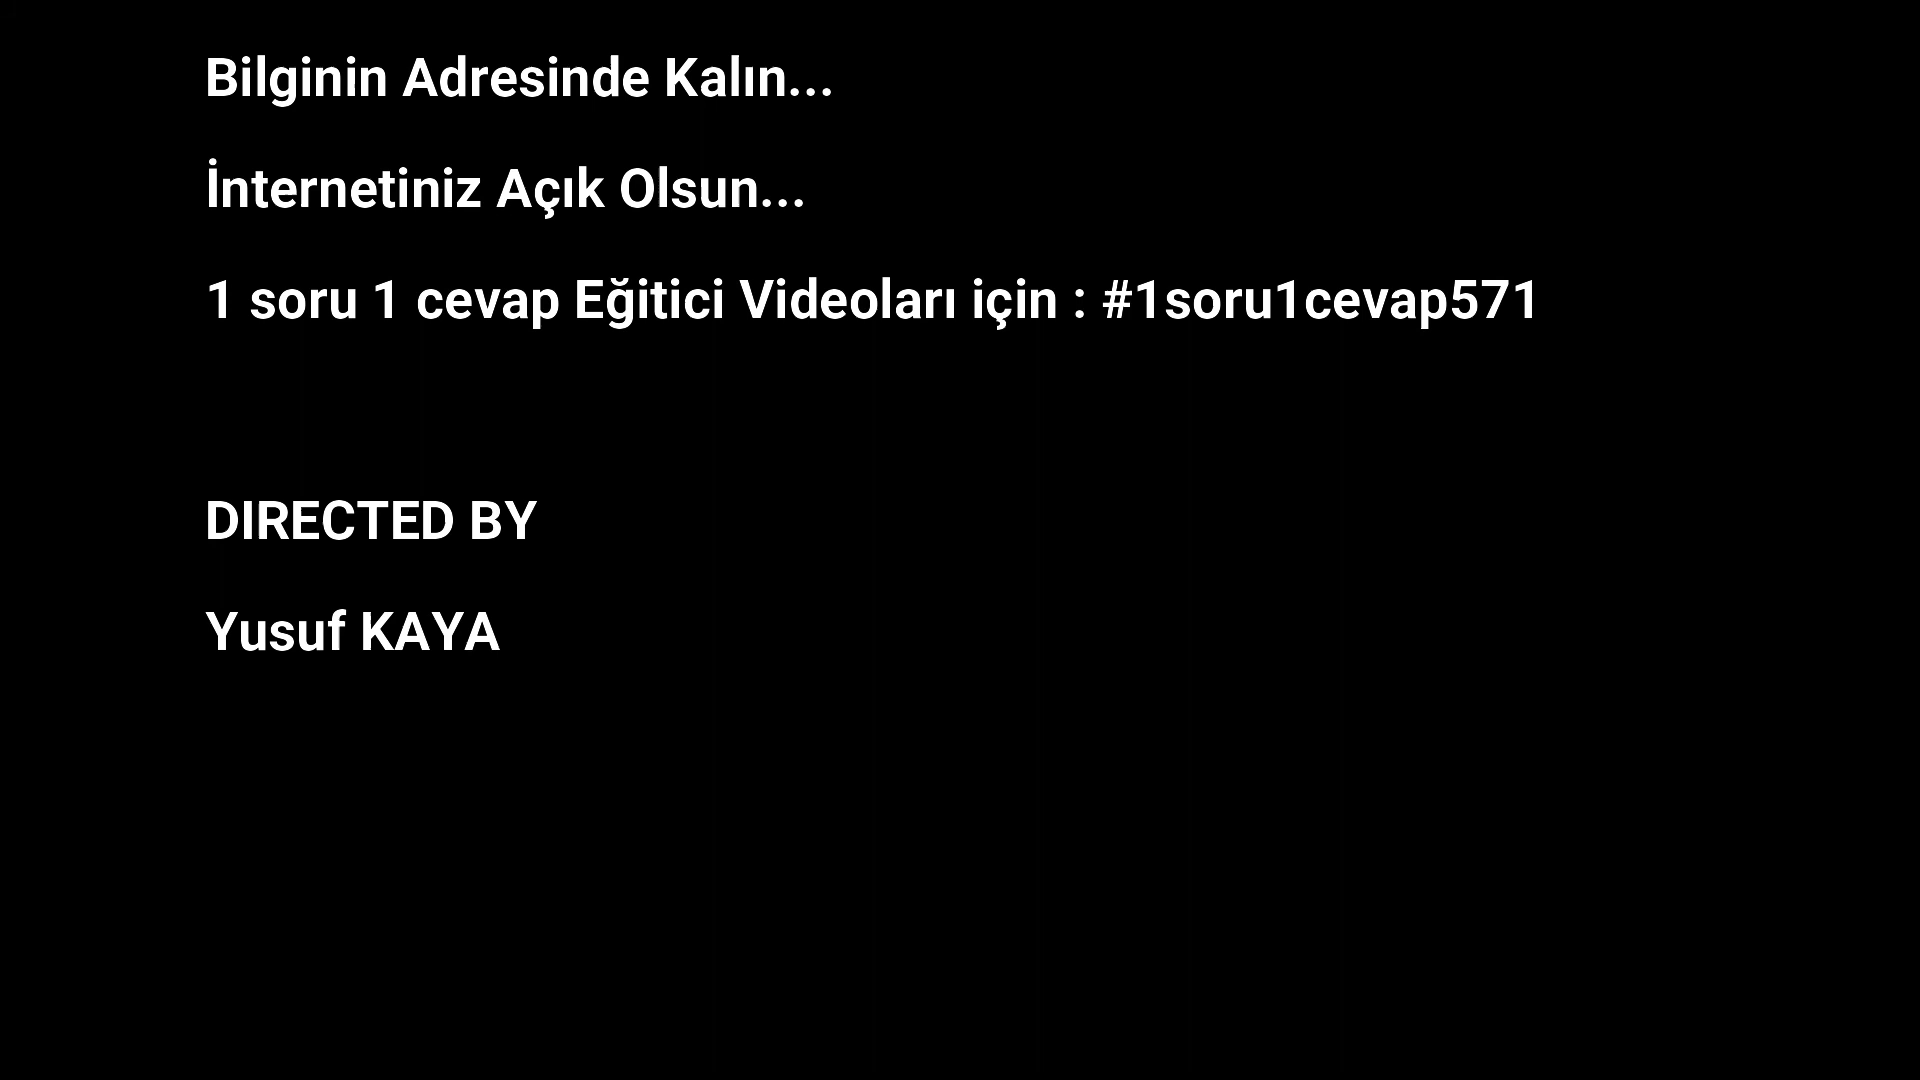 Bilginin Adresinde Kalın...
İnternetiniz Açık Olsun...
1 soru 1 cevap Eğitici Videoları için : #1soru1cevap571
DIRECTED BY
Yusuf KAYA